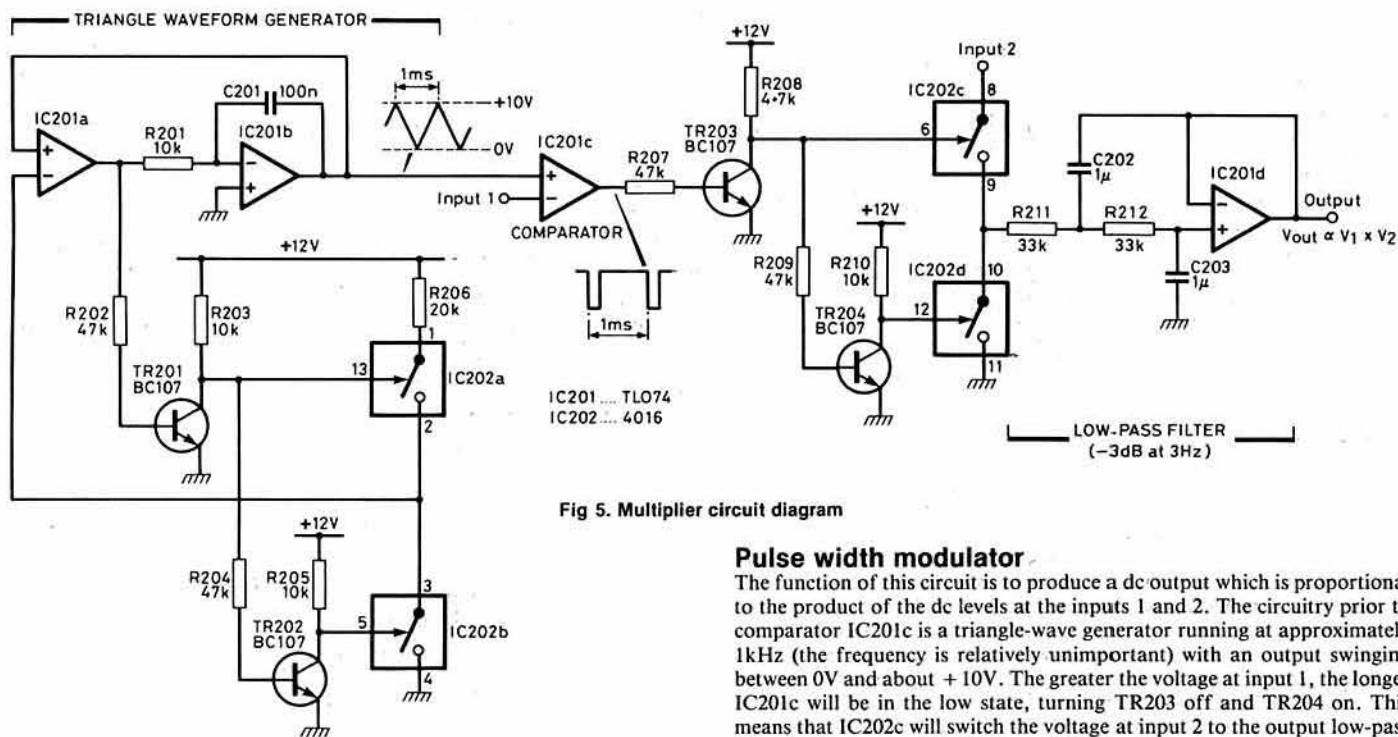 TRIANGLE WAVEFORM GENERATOR
IC201a
R201
10k
C201
100n
IC201b
1ms
+10V
0V
IC201c
Input 1
COMPARATOR
R207
47k
1ms
+12V
R208
4·7k
TR203
BC107
Input 2
IC202c
8
6
9
R209
47k
+12V
R210
10k
TR204
BC107
IC202d
10
12
11
R211
33k
C202
1μ
R212
33k
C203
1μ
IC201d
Output
Vout α V1 x V2
LOW-PASS FILTER
(-3dB at 3Hz)
+12V
R202
47k
R203
10k
R206
20k
TR201
BC107
1
13
IC202a
2
IC201 .... TL074
IC202 .... 4016
+12V
R204
47k
R205
10k
TR202
BC107
3
5
IC202b
4
Fig 5. Multiplier circuit diagram
Pulse width modulator
The function of this circuit is to produce a dc output which is proportiona
to the product of the dc levels at the inputs 1 and 2. The circuitry prior t
comparator IC201c is a triangle-wave generator running at approximatel
1kHz (the frequency is relatively unimportant) with an output swingin
between 0V and about + 10V. The greater the voltage at input 1, the longe
IC201c will be in the low state, turning TR203 off and TR204 on. Thi
means that IC202c will switch the voltage at input 2 to the output low-pas